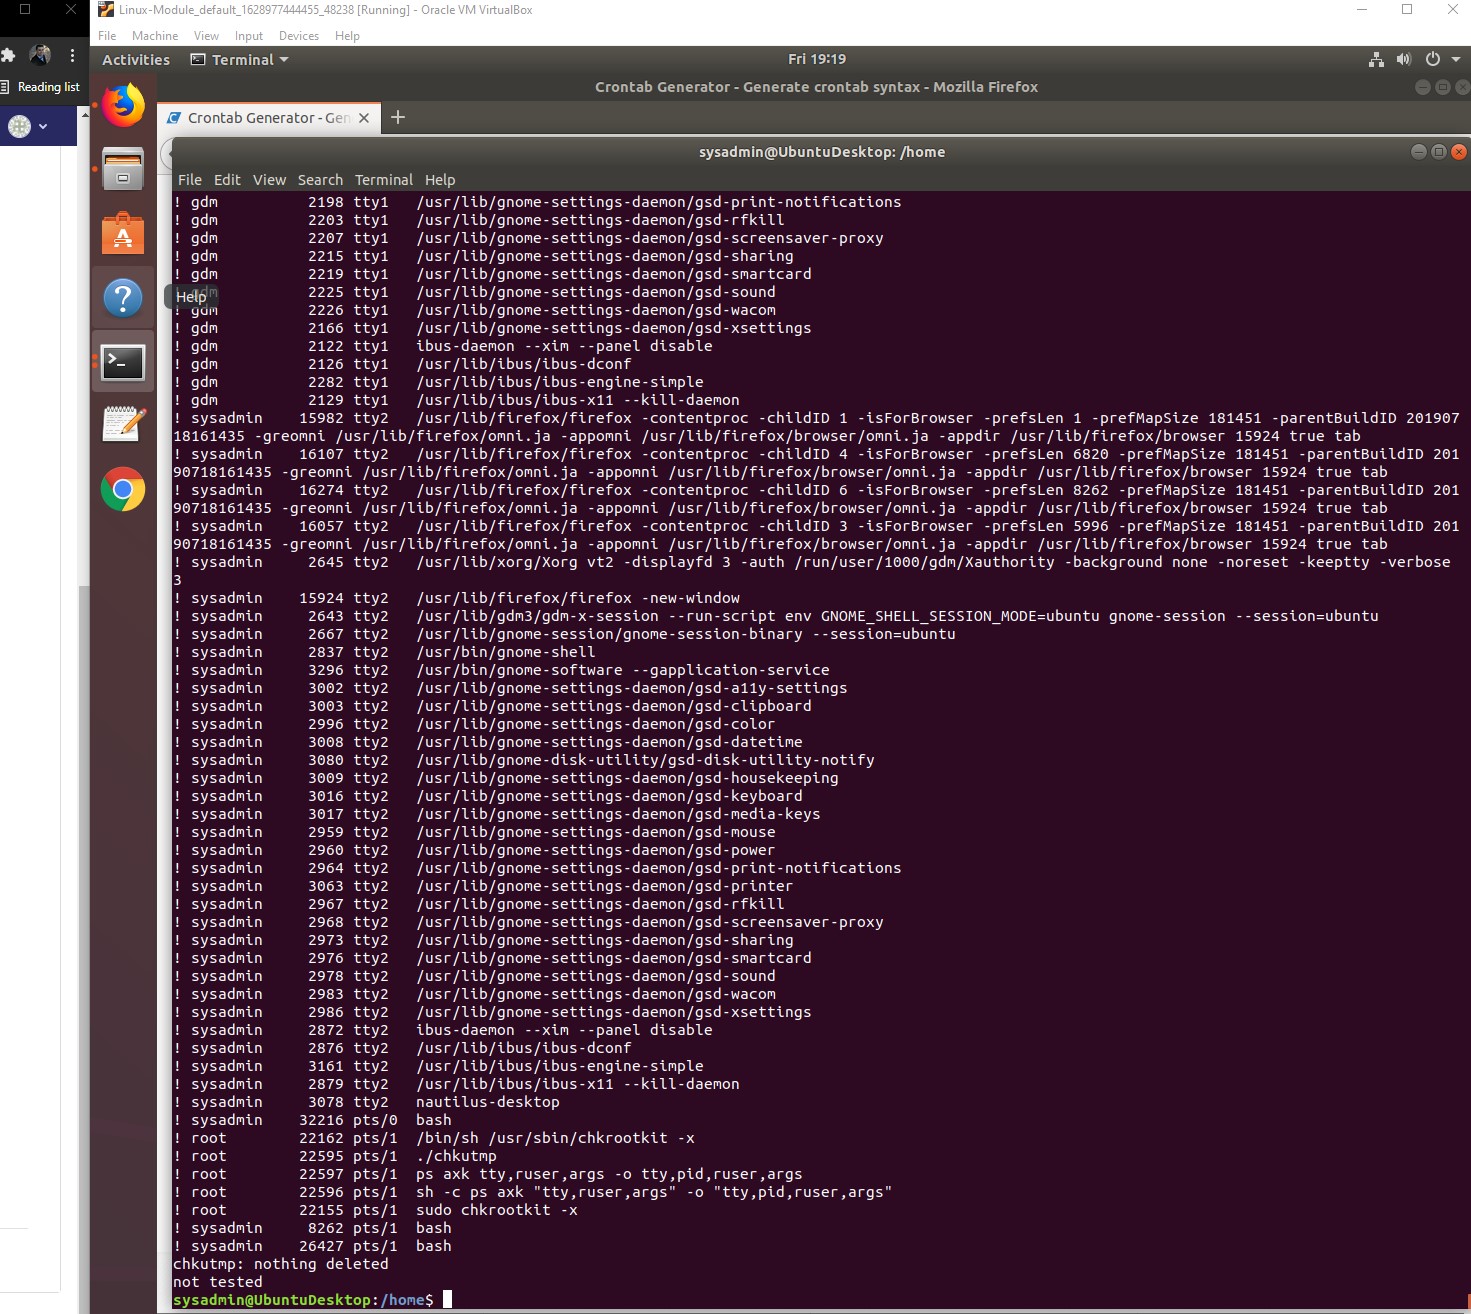 Linux-Module_default_1628977444455_48238 [Running] - Oracle VM VirtualBox
File Machine View Input Devices Help
Activities Terminal Fri 19:19
Reading list
Crontab Generator - Generate crontab syntax - Mozilla Firefox
Crontab Generator - Gen
sysadmin@UbuntuDesktop: /home
File Edit View Search Terminal Help
! gdm 2198 tty1 /usr/lib/gnome-settings-daemon/gsd-print-notifications
! gdm 2203 tty1 /usr/lib/gnome-settings-daemon/gsd-rfkill
! gdm 2207 tty1 /usr/lib/gnome-settings-daemon/gsd-screensaver-proxy
! gdm 2215 tty1 /usr/lib/gnome-settings-daemon/gsd-sharing
! gdm 2219 tty1 /usr/lib/gnome-settings-daemon/gsd-smartcard
! gdm 2225 tty1 /usr/lib/gnome-settings-daemon/gsd-sound
Help
! gdm 2226 tty1 /usr/lib/gnome-settings-daemon/gsd-wacom
! gdm 2166 tty1 /usr/lib/gnome-settings-daemon/gsd-xsettings
! gdm 2122 tty1 ibus-daemon --xim --panel disable
! gdm 2126 tty1 /usr/lib/ibus/ibus-dconf
! gdm 2282 tty1 /usr/lib/ibus/ibus-engine-simple
! gdm 2129 tty1 /usr/lib/ibus/ibus-x11 --kill-daemon
! sysadmin 15982 tty2 /usr/lib/firefox/firefox -contentproc -childID 1 -isForBrowser -prefsLen 1 -prefMapSize 181451 -parentBuildID 201907
18161435 -greomni /usr/lib/firefox/omni.ja -appomni /usr/lib/firefox/browser/omni.ja -appdir /usr/lib/firefox/browser 15924 true tab
! sysadmin 16107 tty2 /usr/lib/firefox/firefox -contentproc -childID 4 -isForBrowser -prefsLen 6820 -prefMapSize 181451 -parentBuildID 201
90718161435 -greomni /usr/lib/firefox/omni.ja -appomni /usr/lib/firefox/browser/omni.ja -appdir /usr/lib/firefox/browser 15924 true tab
! sysadmin 16274 tty2 /usr/lib/firefox/firefox -contentproc -childID 6 -isForBrowser -prefsLen 8262 -prefMapSize 181451 -parentBuildID 201
90718161435 -greomni /usr/lib/firefox/omni.ja -appomni /usr/lib/firefox/browser/omni.ja -appdir /usr/lib/firefox/browser 15924 true tab
! sysadmin 16057 tty2 /usr/lib/firefox/firefox -contentproc -childID 3 -isForBrowser -prefsLen 5996 -prefMapSize 181451 -parentBuildID 201
90718161435 -greomni /usr/lib/firefox/omni.ja -appomni /usr/lib/firefox/browser/omni.ja -appdir /usr/lib/firefox/browser 15924 true tab
! sysadmin 2645 tty2 /usr/lib/xorg/Xorg vt2 -displayfd 3 -auth /run/user/1000/gdm/Xauthority -background none -noreset -keeptty -verbose
3
! sysadmin 15924 tty2 /usr/lib/firefox/firefox -new-window
! sysadmin 2643 tty2 /usr/lib/gdm3/gdm-x-session --run-script env GNOME_SHELL_SESSION_MODE=ubuntu gnome-session --session=ubuntu
! sysadmin 2667 tty2 /usr/lib/gnome-session/gnome-session-binary --session=ubuntu
! sysadmin 2837 tty2 /usr/bin/gnome-shell
! sysadmin 3296 tty2 /usr/bin/gnome-software --gapplication-service
! sysadmin 3002 tty2 /usr/lib/gnome-settings-daemon/gsd-a11y-settings
! sysadmin 3003 tty2 /usr/lib/gnome-settings-daemon/gsd-clipboard
! sysadmin 2996 tty2 /usr/lib/gnome-settings-daemon/gsd-color
! sysadmin 3008 tty2 /usr/lib/gnome-settings-daemon/gsd-datetime
! sysadmin 3080 tty2 /usr/lib/gnome-disk-utility/gsd-disk-utility-notify
! sysadmin 3009 tty2 /usr/lib/gnome-settings-daemon/gsd-housekeeping
! sysadmin 3016 tty2 /usr/lib/gnome-settings-daemon/gsd-keyboard
! sysadmin 3017 tty2 /usr/lib/gnome-settings-daemon/gsd-media-keys
! sysadmin 2959 tty2 /usr/lib/gnome-settings-daemon/gsd-mouse
! sysadmin 2960 tty2 /usr/lib/gnome-settings-daemon/gsd-power
! sysadmin 2964 tty2 /usr/lib/gnome-settings-daemon/gsd-print-notifications
! sysadmin 3063 tty2 /usr/lib/gnome-settings-daemon/gsd-printer
! sysadmin 2967 tty2 /usr/lib/gnome-settings-daemon/gsd-rfkill
! sysadmin 2968 tty2 /usr/lib/gnome-settings-daemon/gsd-screensaver-proxy
! sysadmin 2973 tty2 /usr/lib/gnome-settings-daemon/gsd-sharing
! sysadmin 2976 tty2 /usr/lib/gnome-settings-daemon/gsd-smartcard
! sysadmin 2978 tty2 /usr/lib/gnome-settings-daemon/gsd-sound
! sysadmin 2983 tty2 /usr/lib/gnome-settings-daemon/gsd-wacom
! sysadmin 2986 tty2 /usr/lib/gnome-settings-daemon/gsd-xsettings
! sysadmin 2872 tty2 ibus-daemon --xim --panel disable
! sysadmin 2876 tty2 /usr/lib/ibus/ibus-dconf
! sysadmin 3161 tty2 /usr/lib/ibus/ibus-engine-simple
! sysadmin 2879 tty2 /usr/lib/ibus/ibus-x11 --kill-daemon
! sysadmin 3078 tty2 nautilus-desktop
! sysadmin 32216 pts/0 bash
! root 22162 pts/1 /bin/sh /usr/sbin/chkrootkit -x
! root 22595 pts/1 ./chkutmp
! root 22597 pts/1 ps axk tty,ruser,args -o tty,pid,ruser,args
! root 22596 pts/1 sh -c ps axk "tty,ruser,args" -o "tty,pid,ruser,args"
! root 22155 pts/1 sudo chkrootkit -x
! sysadmin 8262 pts/1 bash
! sysadmin 26427 pts/1 bash
chkutmp: nothing deleted
not tested
sysadmin@UbuntuDesktop:/home$